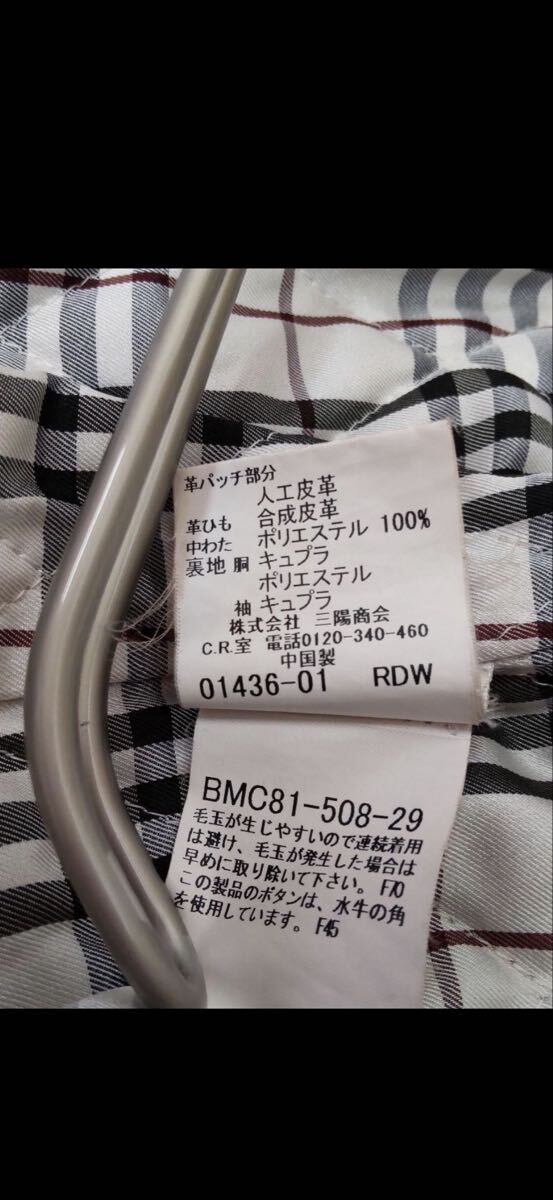 革パッチ部分
人工皮革
革ひも 合成皮革
中わた ポリエステル 100%
裏地 胴 キュプラ
ポリエステル
袖 キュプラ
株式会社 三陽商会
C.R.室 電話0120-340-460
中国製
01436-01 RDW
BMC81-508-29
毛玉が生じやすいので連続着用
は避け、毛玉が発生した場合は
早めに取り除いて下さい。 F70
この製品のボタンは、水牛の角
を使用しています。 F45